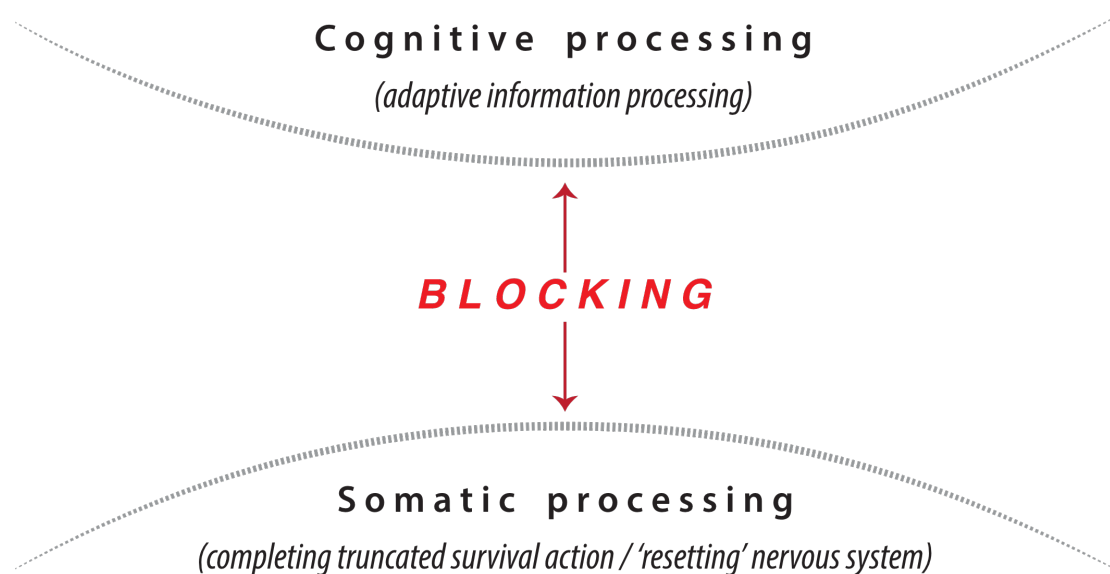 Cognitive processing
(adaptive information processing)
BLOCKING
Somatic processing
(completing truncated survival action / ‘resetting’ nervous system)